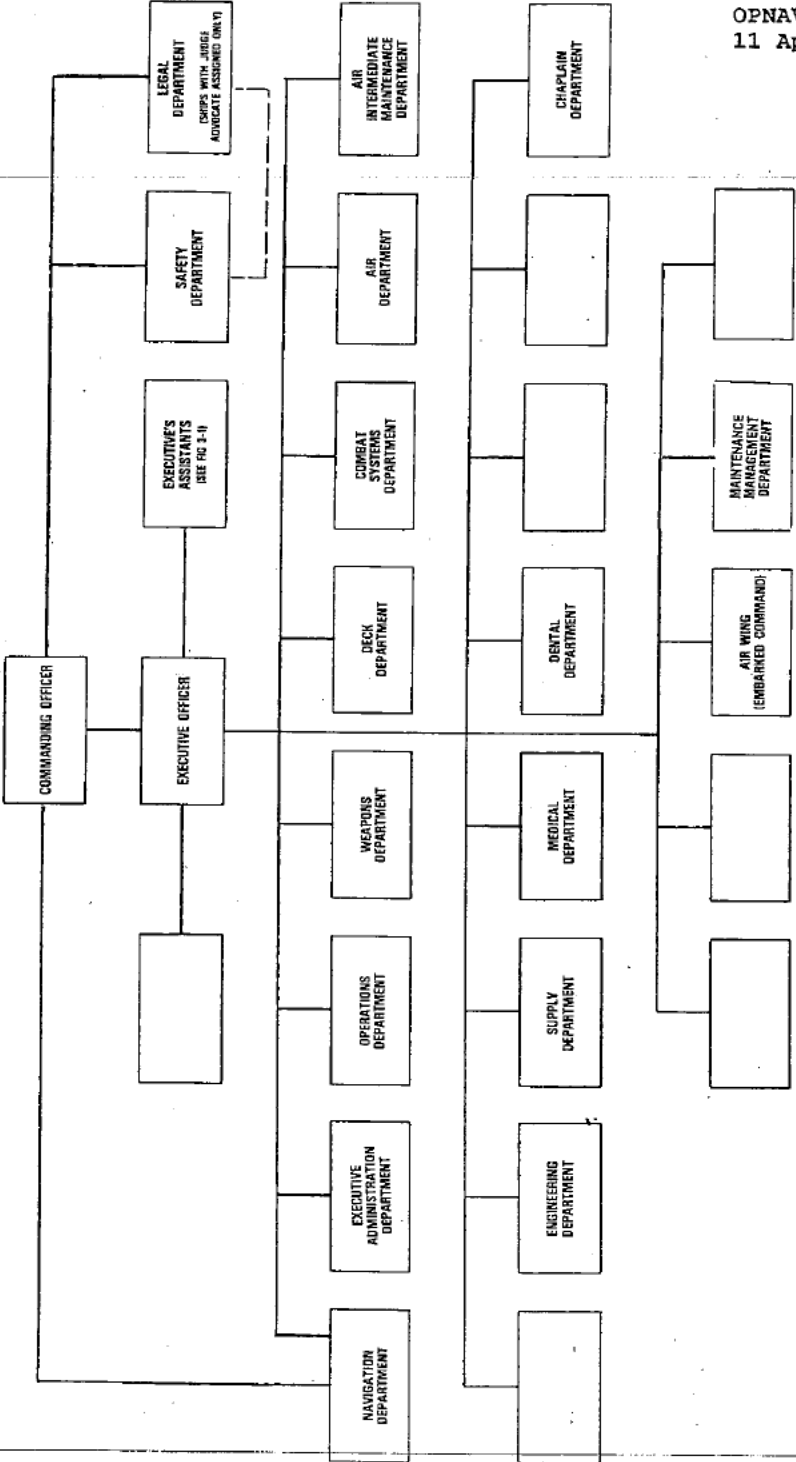 OPNAV
11 Ap
COMMANDING OFFICER
EXECUTIVE OFFICER
EXECUTIVE'S
ASSISTANTS
(SEE FIG 3-1)
SAFETY
DEPARTMENT
LEGAL
DEPARTMENT
(SHIPS WITH JUDGE
ADVOCATE ASSIGNED ONLY)
NAVIGATION
DEPARTMENT
EXECUTIVE
ADMINISTRATION
DEPARTMENT
OPERATIONS
DEPARTMENT
WEAPONS
DEPARTMENT
DECK
DEPARTMENT
COMBAT
SYSTEMS
DEPARTMENT
AIR
DEPARTMENT
AIR
INTERMEDIATE
MAINTENANCE
DEPARTMENT
ENGINEERING
DEPARTMENT
SUPPLY
DEPARTMENT
MEDICAL
DEPARTMENT
DENTAL
DEPARTMENT
CHAPLAIN
DEPARTMENT
AIR WING
(EMBARKED COMMAND)
MAINTENANCE
MANAGEMENT
DEPARTMENT